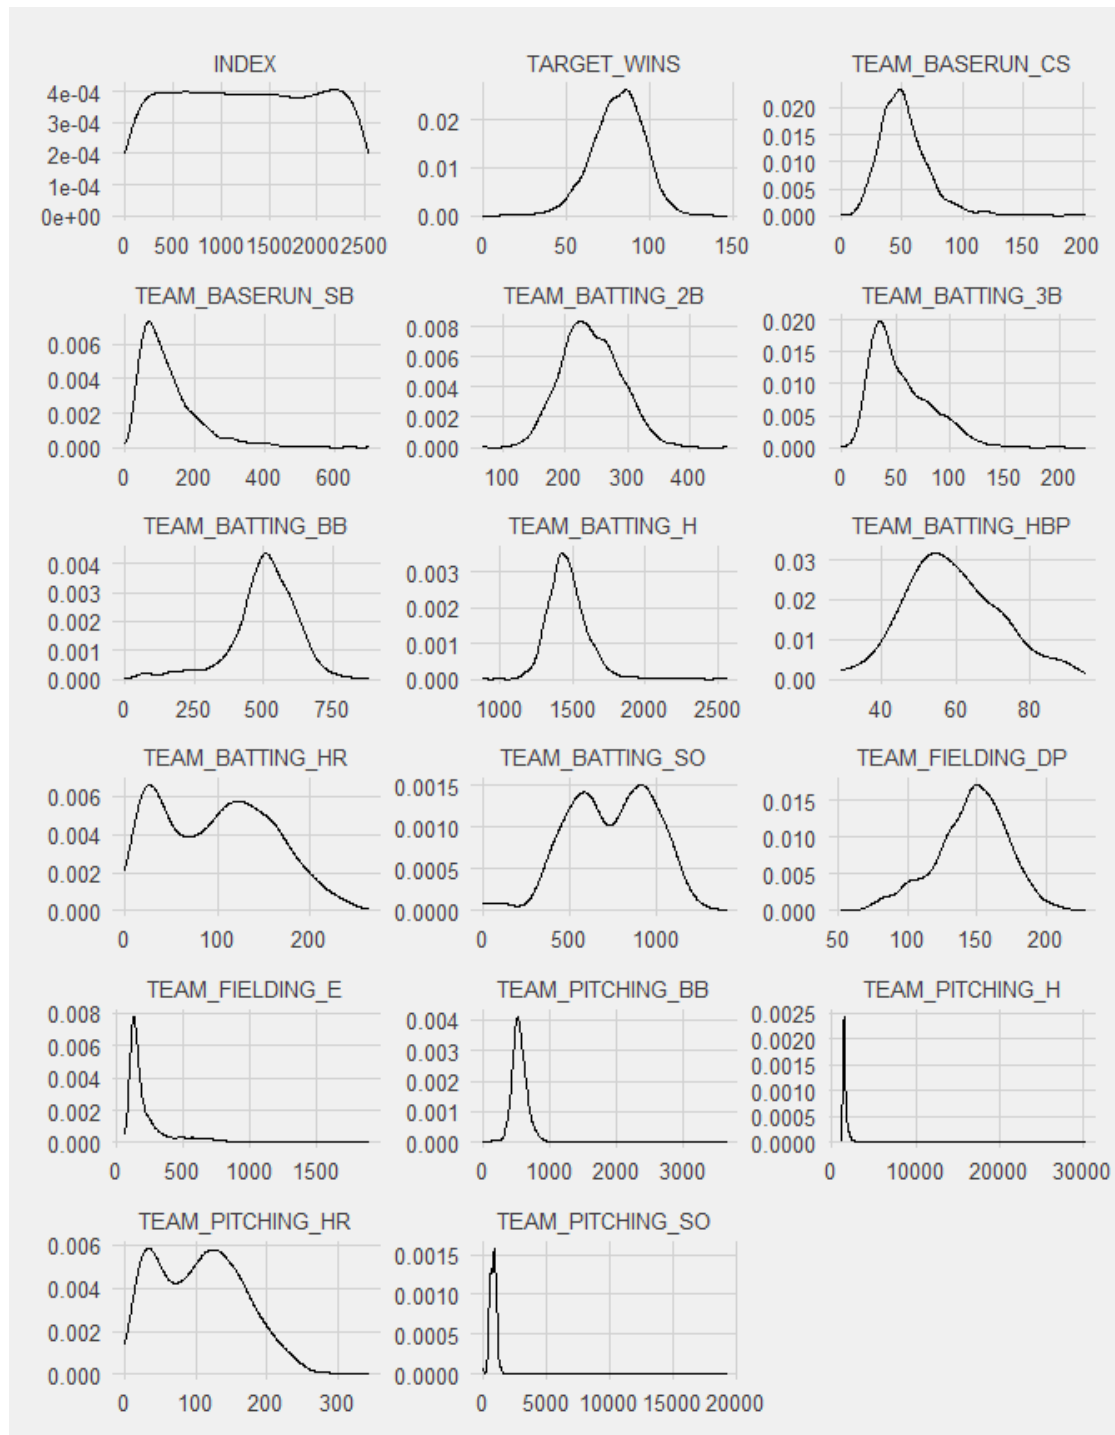 INDEX TARGET_WINS TEAM_BASERUN_CS
4e-04
3e-04
2e-04
1e-04
0e+00
0 500 1000 1500 2000 2500
0.02
0.01
0.00
0 50 100 150
0.020
0.015
0.010
0.005
0.000
0 50 100 150 200
TEAM_BASERUN_SB TEAM_BATTING_2B TEAM_BATTING_3B
0.006
0.004
0.002
0.000
0 200 400 600
0.008
0.006
0.004
0.002
0.000
100 200 300 400
0.020
0.015
0.010
0.005
0.000
0 50 100 150 200
TEAM_BATTING_BB TEAM_BATTING_H TEAM_BATTING_HBP
0.004
0.003
0.002
0.001
0.000
0 250 500 750
0.003
0.002
0.001
0.000
1000 1500 2000 2500
0.03
0.02
0.01
0.00
40 60 80
TEAM_BATTING_HR TEAM_BATTING_SO TEAM_FIELDING_DP
0.006
0.004
0.002
0.000
0 100 200
0.0015
0.0010
0.0005
0.0000
0 500 1000
0.015
0.010
0.005
0.000
50 100 150 200
TEAM_FIELDING_E TEAM_PITCHING_BB TEAM_PITCHING_H
0.008
0.006
0.004
0.002
0.000
0 500 1000 1500
0.004
0.003
0.002
0.001
0.000
0 1000 2000 3000
0.0025
0.0020
0.0015
0.0010
0.0005
0.0000
0 10000 20000 30000
TEAM_PITCHING_HR TEAM_PITCHING_SO
0.006
0.004
0.002
0.000
0 100 200 300
0.0015
0.0010
0.0005
0.0000
0 5000 10000 15000 20000